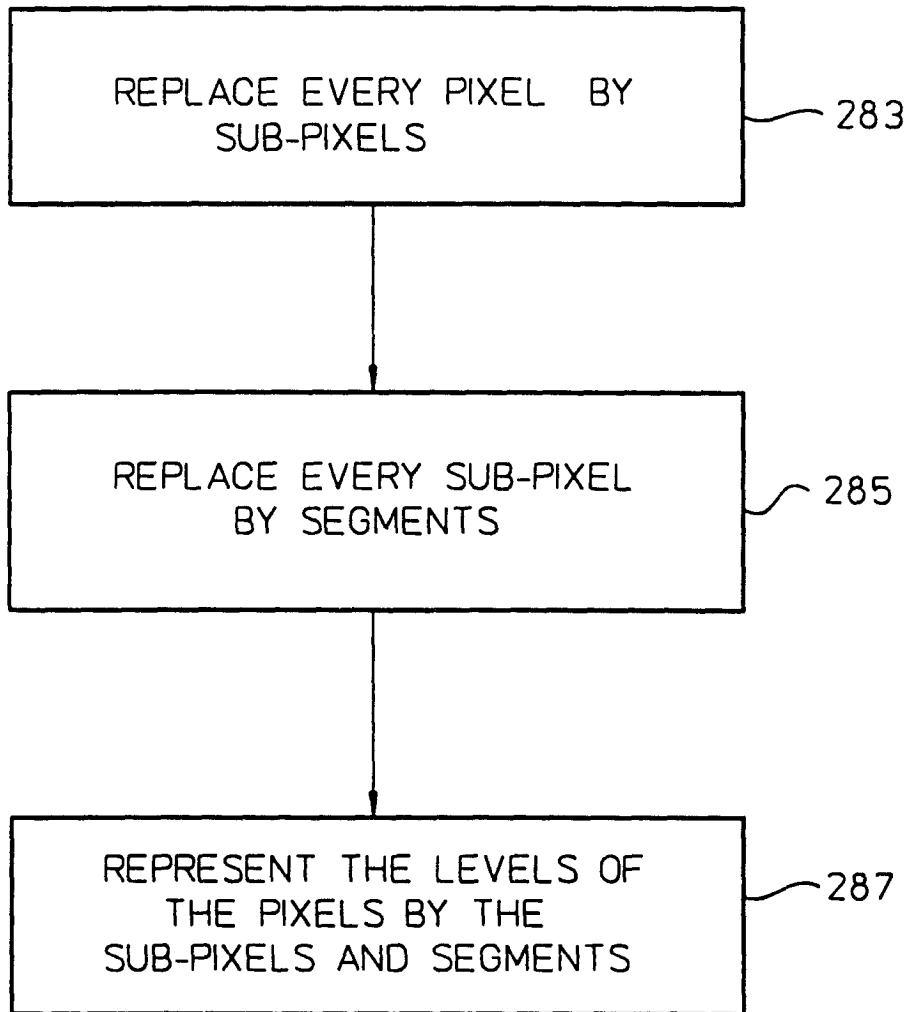 REPLACE EVERY PIXEL BY
SUB-PIXELS
283
REPLACE EVERY SUB-PIXEL
BY SEGMENTS
285
REPRESENT THE LEVELS OF
THE PIXELS BY THE
SUB-PIXELS AND SEGMENTS
287